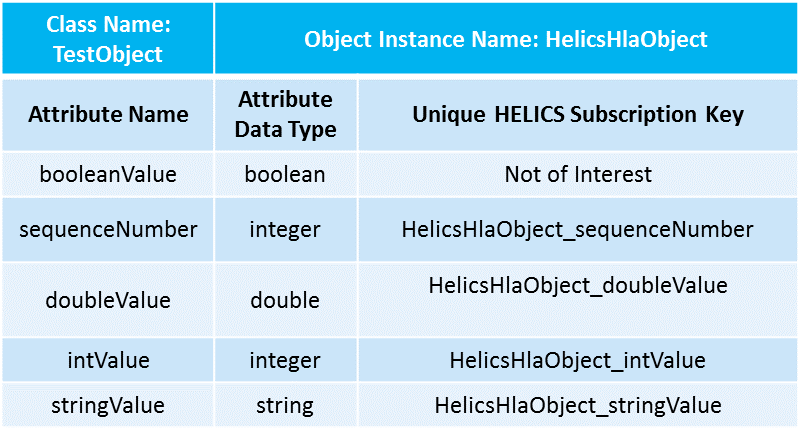 Class Name:
TestObject
Object Instance Name: HelicsHlaObject
Attribute Name
Attribute
Data Type
Unique HELICS Subscription Key
booleanValue
boolean
Not of Interest
sequenceNumber
integer
HelicsHlaObject_sequenceNumber
doubleValue
double
HelicsHlaObject_doubleValue
intValue
integer
HelicsHlaObject_intValue
stringValue
string
HelicsHlaObject_stringValue